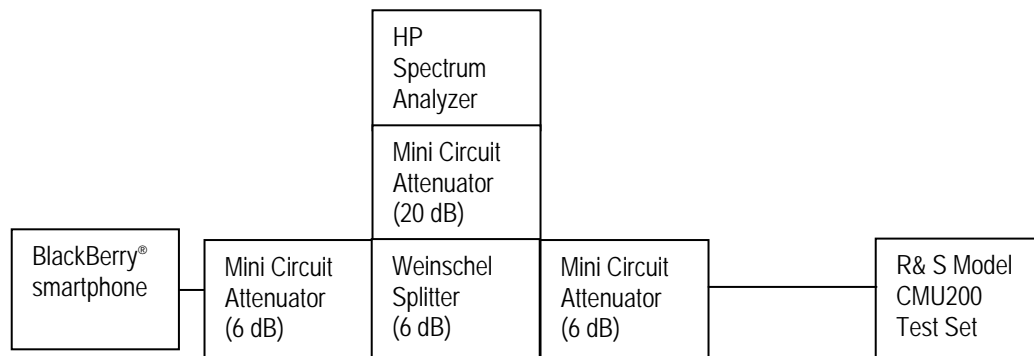 HP
Spectrum
Analyzer
Mini Circuit
Attenuator
(20 dB)
BlackBerry®
smartphone
Mini Circuit
Attenuator
(6 dB)
Weinschel
Splitter
(6 dB)
Mini Circuit
Attenuator
(6 dB)
R& S Model
CMU200
Test Set